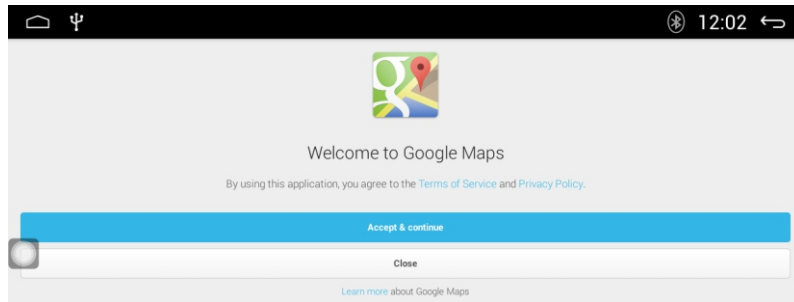 12:02
Welcome to Google Maps
By using this application, you agree to the Terms of Service and Privacy Policy.
Accept & continue
Close
Learn more about Google Maps